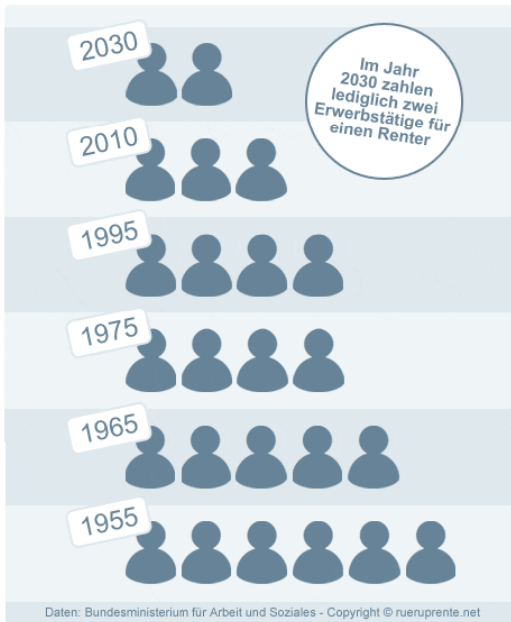 2030
Im Jahr
2030 zahlen
lediglich zwei
Erwerbstätige für
einen Renter
2010
1995
1975
1965
1955
Daten: Bundesministerium für Arbeit und Soziales - Copyright © rueruprente.net